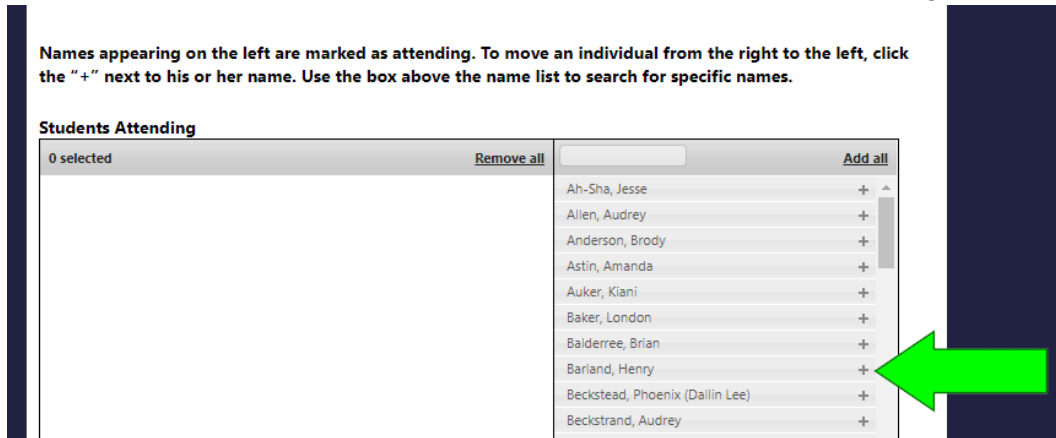 Names appearing on the left are marked as attending. To move an individual from the right to the left, click
the “+” next to his or her name. Use the box above the name list to search for specific names.
Students Attending
0 selected Remove all Add all
Ah-Sha, Jesse +
Allen, Audrey +
Anderson, Brody +
Astin, Amanda +
Auker, Kiani +
Baker, London +
Balderree, Brian +
Barland, Henry +
Beckstead, Phoenix (Dallin Lee) +
Beckstrand, Audrey +